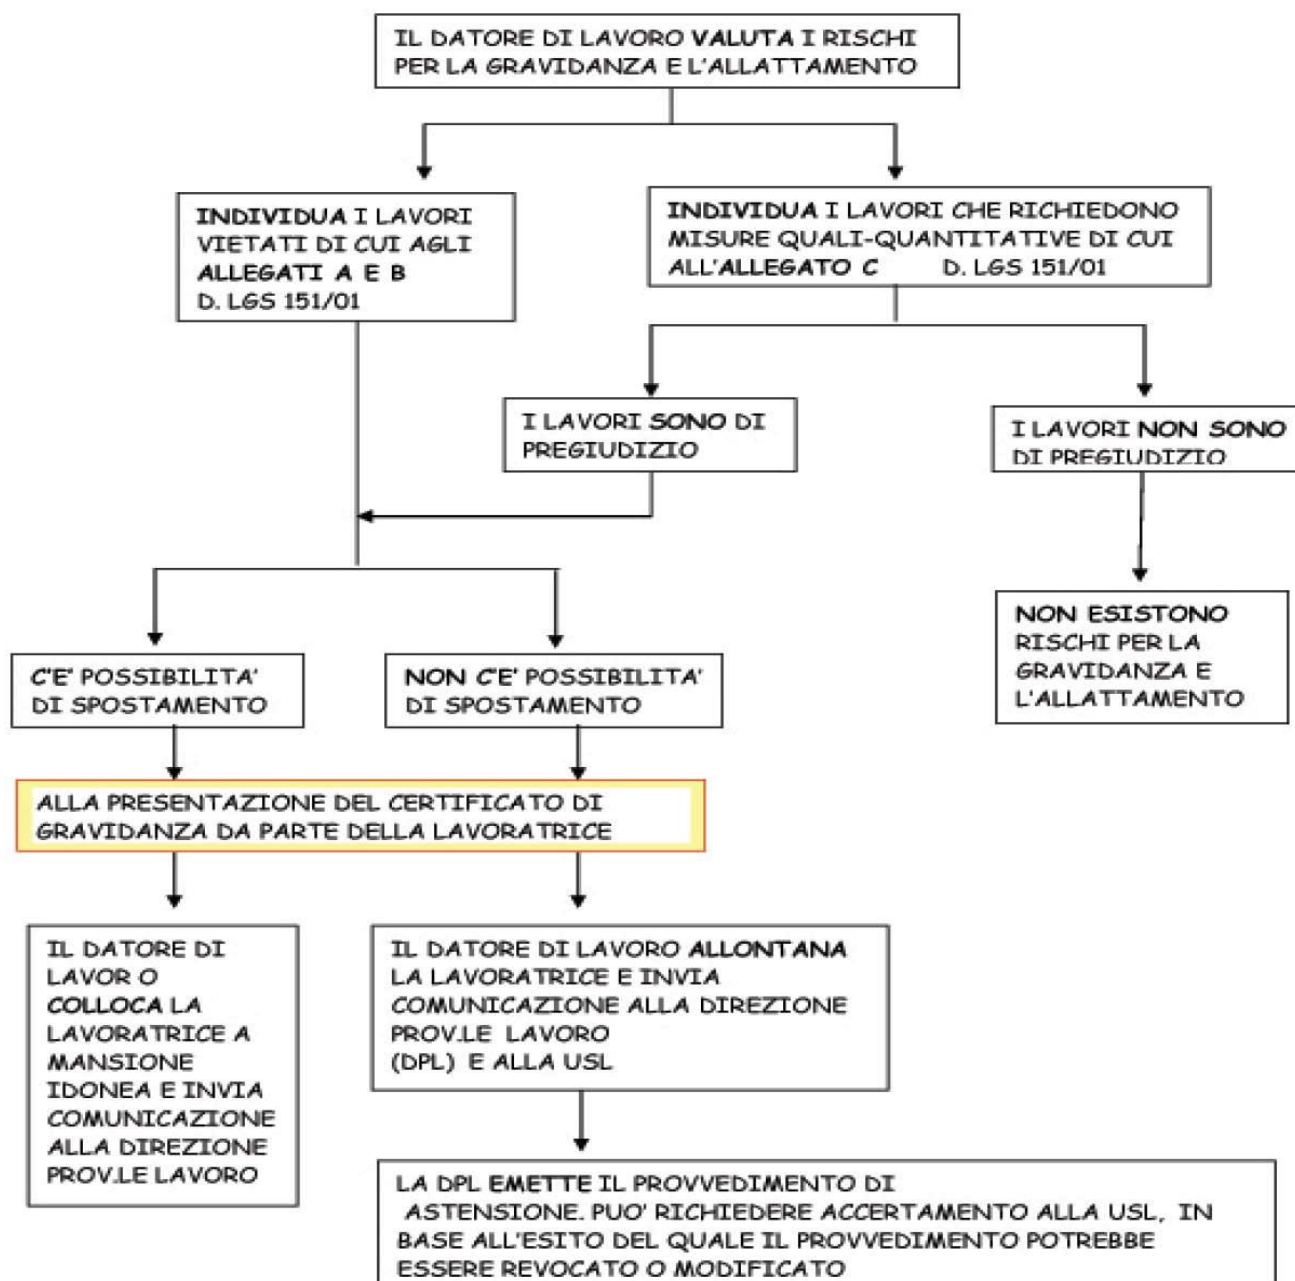 IL DATORE DI LAVORO VALUTA I RISCHI
PER LA GRAVIDANZA E L'ALLATTAMENTO
INDIVIDUA I LAVORI
VIETATI DI CUI AGLI
ALLEGATI A E B
D. LGS 151/01
INDIVIDUA I LAVORI CHE RICHIEDONO
MISURE QUALI-QUANTITATIVE DI CUI
ALL'ALLEGATO C D. LGS 151/01
I LAVORI SONO DI
PREGIUDIZIO
I LAVORI NON SONO
DI PREGIUDIZIO
NON ESISTONO
RISCHI PER LA
GRAVIDANZA E
L'ALLATTAMENTO
C'E' POSSIBILITA'
DI SPOSTAMENTO
NON C'E' POSSIBILITA'
DI SPOSTAMENTO
ALLA PRESENTAZIONE DEL CERTIFICATO DI
GRAVIDANZA DA PARTE DELLA LAVORATRICE
IL DATORE DI
LAVOR O
COLLOCA LA
LAVORATRICE A
MANSIONE
IDONEA E INVIA
COMUNICAZIONE
ALLA DIREZIONE
PROV.LE LAVORO
IL DATORE DI LAVORO ALLONTANA
LA LAVORATRICE E INVIA
COMUNICAZIONE ALLA DIREZIONE
PROV.LE LAVORO
(DPL) E ALLA USL
LA DPL EMETTE IL PROVVEDIMENTO DI
ASTENSIONE. PUO' RICHIEDERE ACCERTAMENTO ALLA USL, IN
BASE ALL'ESITO DEL QUALE IL PROVVEDIMENTO POTREBBE
ESSERE REVOCATO O MODIFICATO